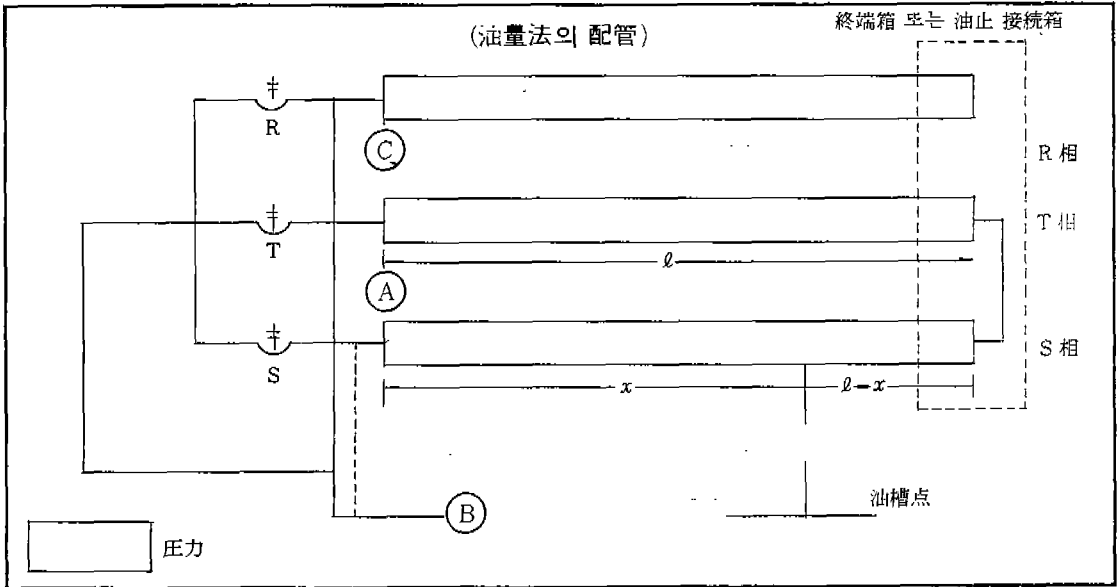 終端箱 또는 油止 接続箱
(油量法의 配管)
R
C
R 相
T
T 相
ℓ
A
S
S 相
x
ℓ-x
B
油槽点
圧力